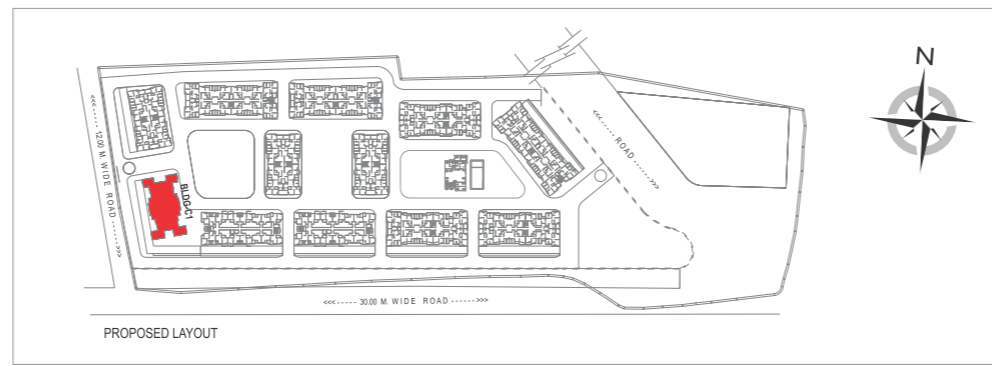 N
<<<----- 12.00 M. WIDE ROAD ----->>>
BLDG-C1
<<<----- ROAD ----->>>
<<<----- 30.00 M. WIDE ROAD ------>>>
PROPOSED LAYOUT